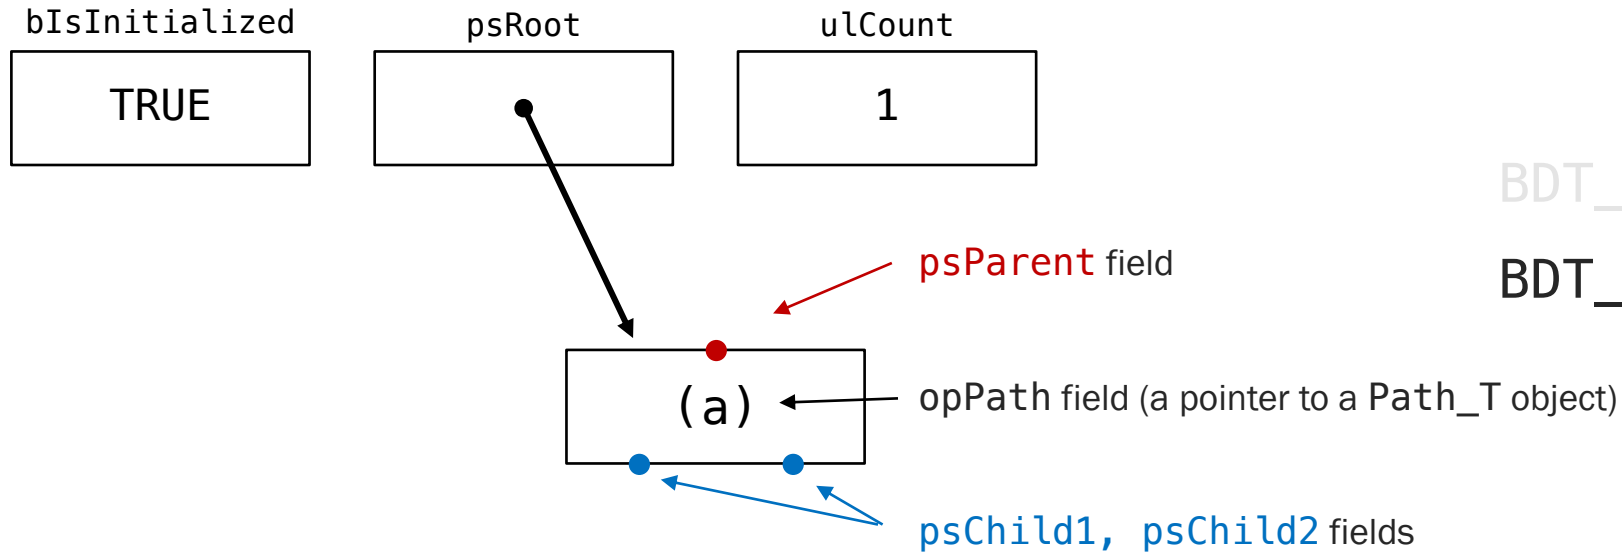 bIsInitialized psRoot ulCount
TRUE 1
BDT_
psParent field
BDT_
(a) opPath field (a pointer to a Path_T object)
psChild1, psChild2 fields